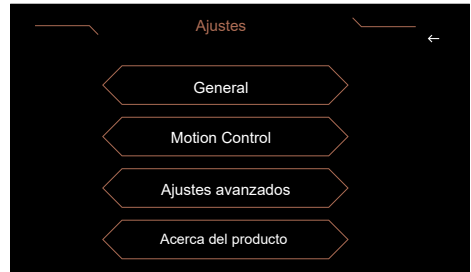 Ajustes
General
Motion Control
Ajustes avanzados
Acerca del producto